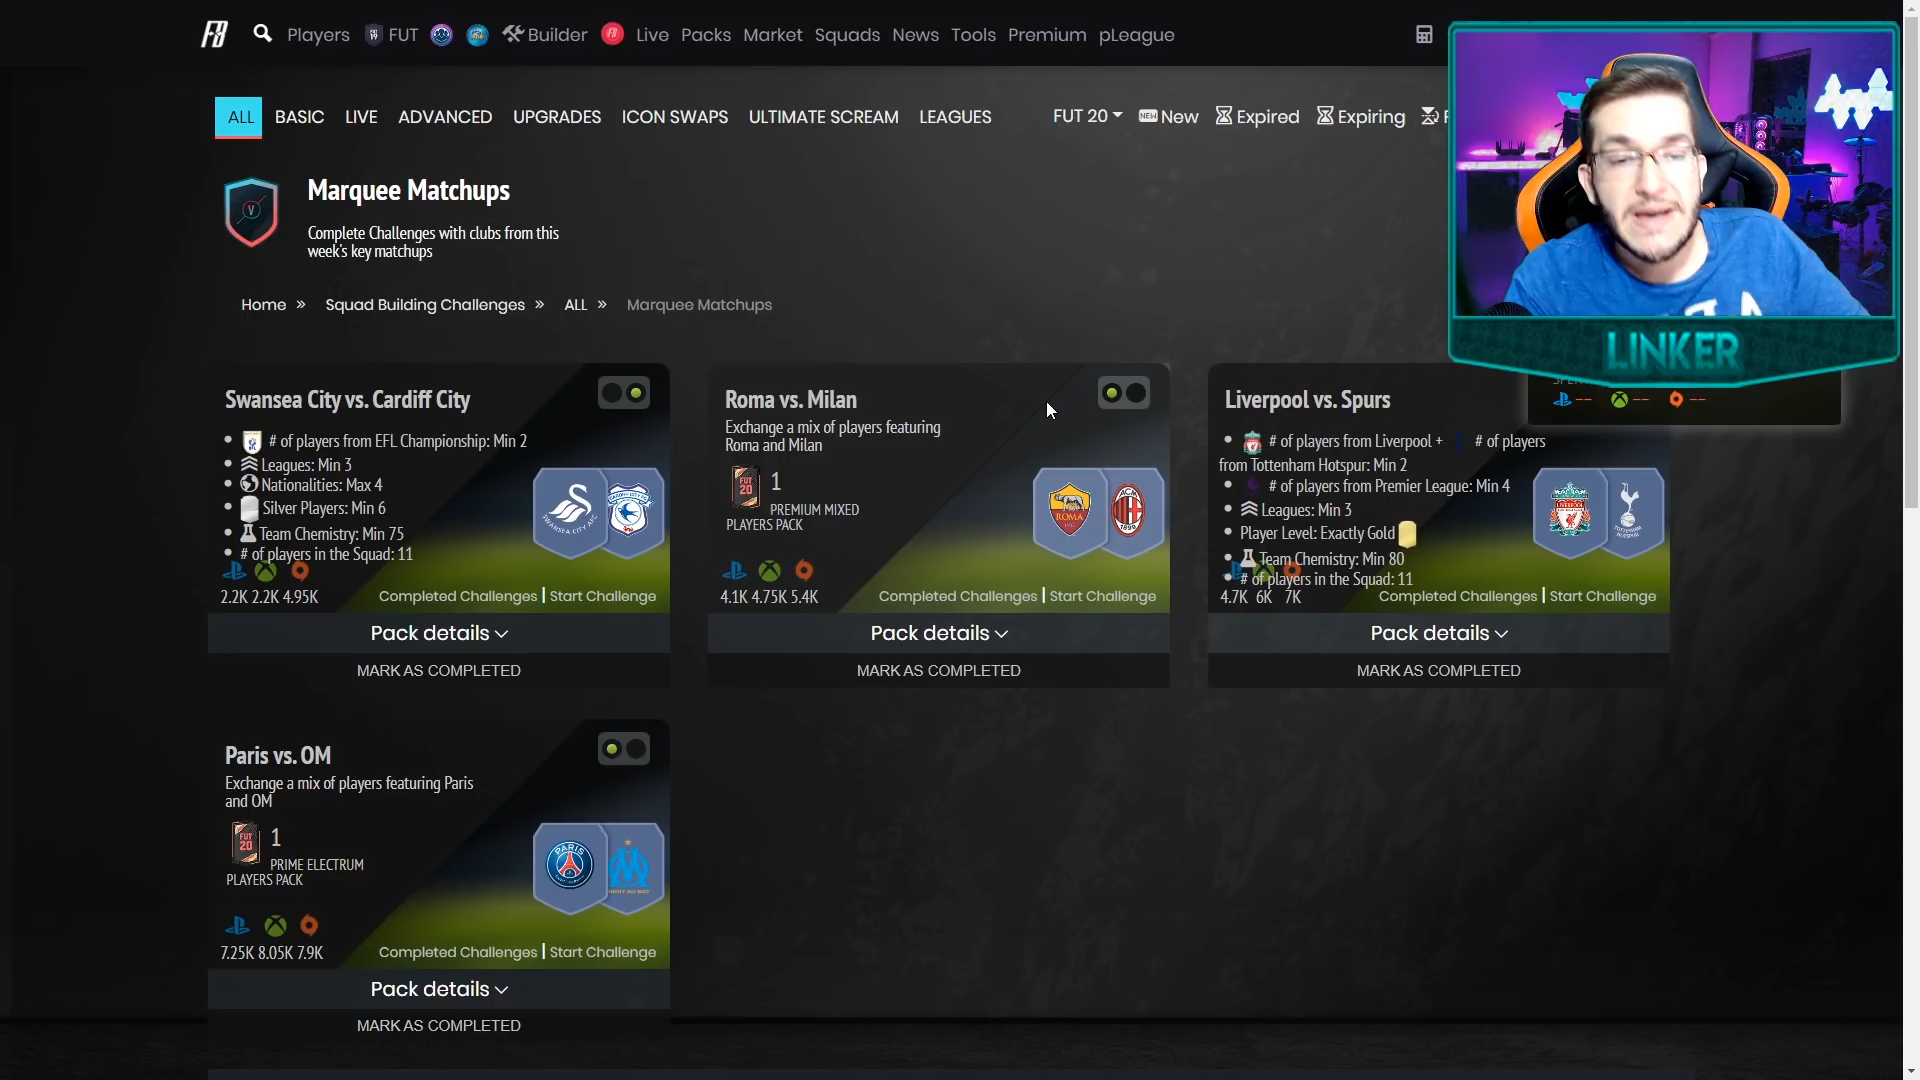 Players FUT Builder Live Packs Market Squads News Tools Premium pLeague
ALL BASIC LIVE ADVANCED UPGRADES ICON SWAPS ULTIMATE SCREAM LEAGUES FUT 20 NEW New Expired Expiring
Marquee Matchups
Complete Challenges with clubs from this
week's key matchups
Home » Squad Building Challenges » ALL » Marquee Matchups
LINKER
Swansea City vs. Cardiff City
# of players from EFL Championship: Min 2
Leagues: Min 3
Nationalities: Max 4
Silver Players: Min 6
Team Chemistry: Min 75
# of players in the Squad: 11
2.2K 2.2K 4.95K
Completed Challenges | Start Challenge
Pack details
MARK AS COMPLETED
Roma vs. Milan
Exchange a mix of players featuring
Roma and Milan
FUT 20
1
PREMIUM MIXED
PLAYERS PACK
ROMA
ACM
1899
4.1K 4.75K 5.4K
Completed Challenges | Start Challenge
Pack details
MARK AS COMPLETED
Liverpool vs. Spurs
-- -- --
# of players from Liverpool + # of players
from Tottenham Hotspur: Min 2
# of players from Premier League: Min 4
Leagues: Min 3
Player Level: Exactly Gold
Team Chemistry: Min 80
# of players in the Squad: 11
4.7K 6K 7K
Completed Challenges | Start Challenge
Pack details
MARK AS COMPLETED
Paris vs. OM
Exchange a mix of players featuring Paris
and OM
FUT 20
1
PRIME ELECTRUM
PLAYERS PACK
PARIS
7.25K 8.05K 7.9K
Completed Challenges | Start Challenge
Pack details
MARK AS COMPLETED